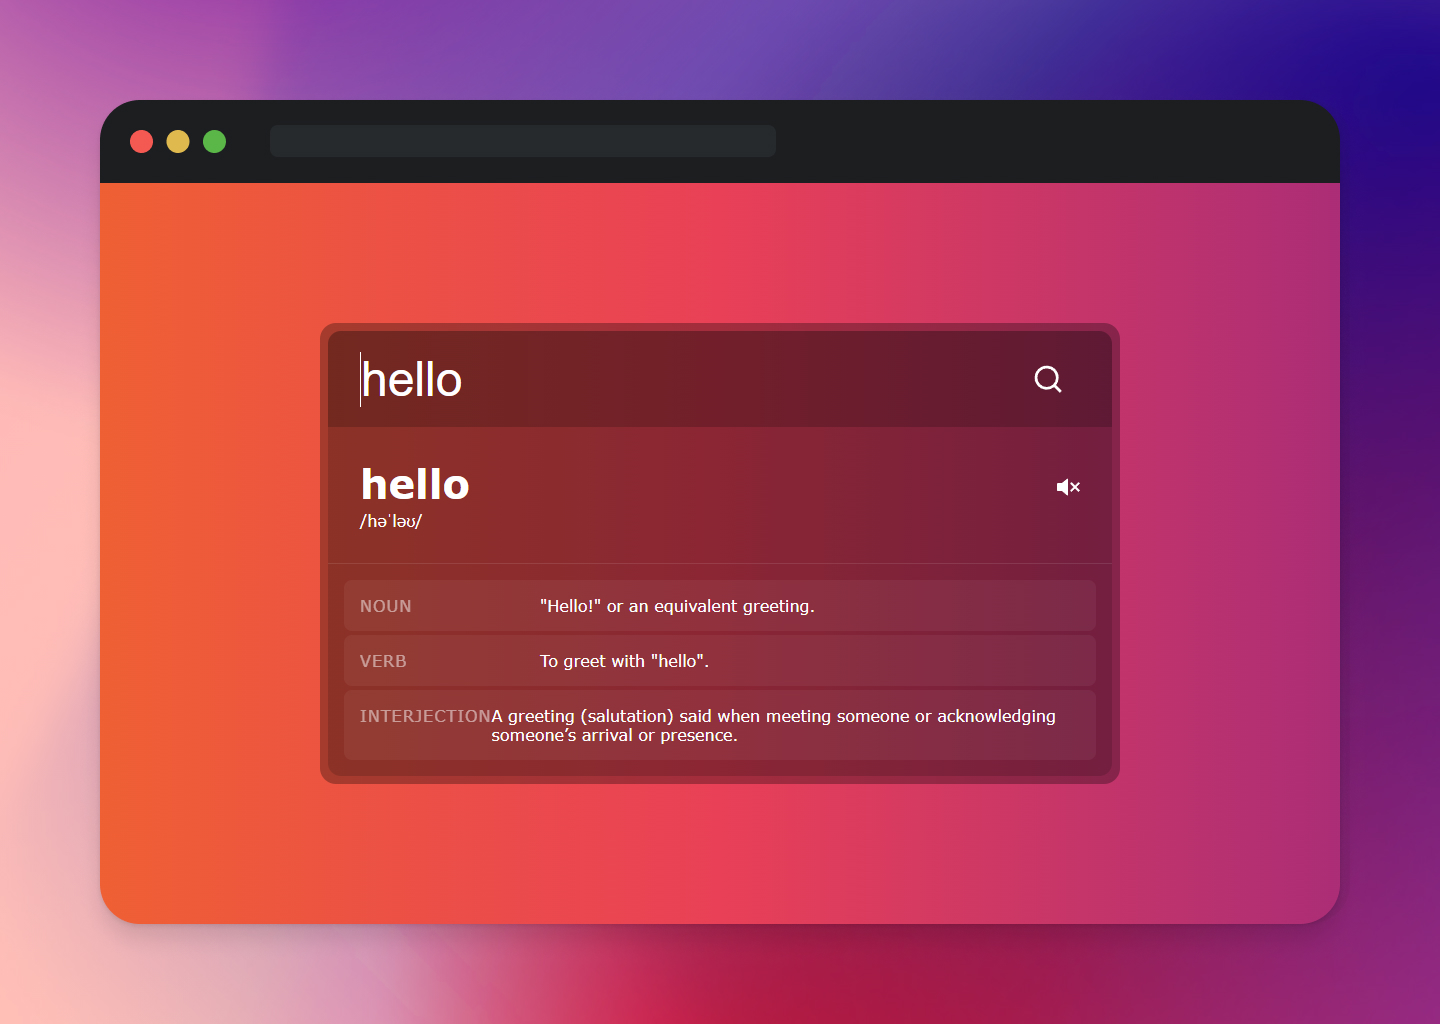 hello
hello
/həˈləʊ/
NOUN "Hello!" or an equivalent greeting.
VERB To greet with "hello".
INTERJECTION A greeting (salutation) said when meeting someone or acknowledging
someone’s arrival or presence.